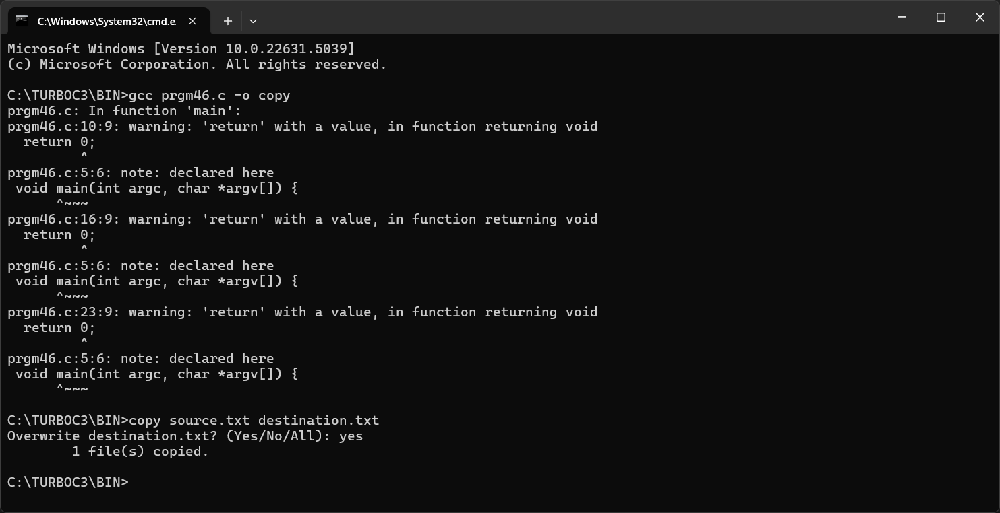 C:\Windows\System32\cmd.e
Microsoft Windows [Version 10.0.22631.5039]
(c) Microsoft Corporation. All rights reserved.
C:\TURBOC3\BIN>gcc prgm46.c -o copy
prgm46.c: In function 'main':
prgm46.c:10:9: warning: 'return' with a value, in function returning void
  return 0;
         ^
prgm46.c:5:6: note: declared here
 void main(int argc, char *argv[]) {
      ^~~~
prgm46.c:16:9: warning: 'return' with a value, in function returning void
  return 0;
         ^
prgm46.c:5:6: note: declared here
 void main(int argc, char *argv[]) {
      ^~~~
prgm46.c:23:9: warning: 'return' with a value, in function returning void
  return 0;
         ^
prgm46.c:5:6: note: declared here
 void main(int argc, char *argv[]) {
      ^~~~
C:\TURBOC3\BIN>copy source.txt destination.txt
Overwrite destination.txt? (Yes/No/All): yes
        1 file(s) copied.
C:\TURBOC3\BIN>